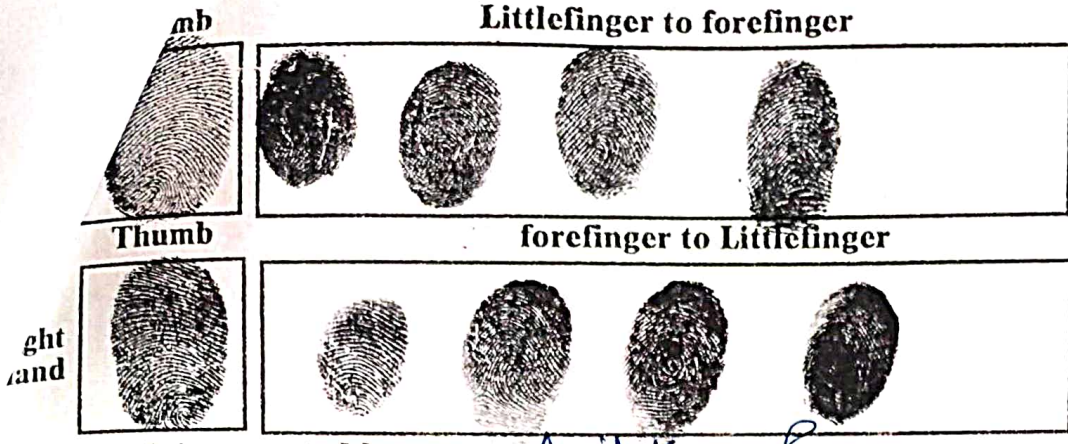 mb
Littlefinger to forefinger
Thumb
forefinger to Littlefinger
ght
and